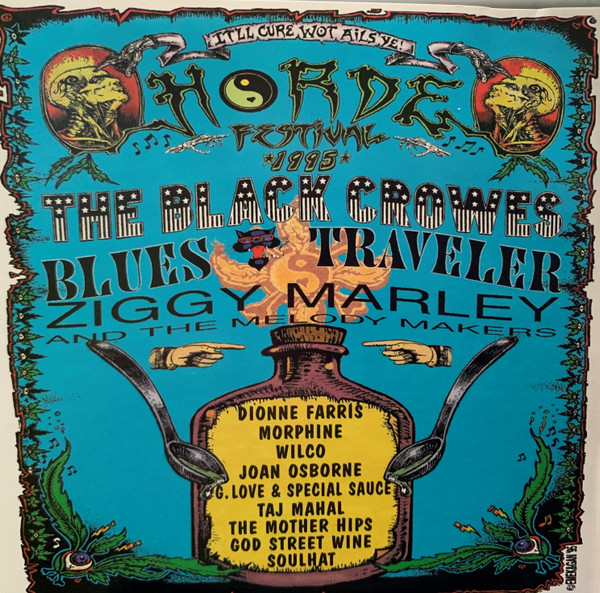 IT'LL CURE WOT AILS YE!
HORDE
FESTIVAL
*1995*
THE BLACK CROWES
BLUES TRAVELER
ZIGGY MARLEY
AND THE MELODY MAKERS
DIONNE FARRIS
MORPHINE
WILCO
JOAN OSBORNE
G. LOVE & SPECIAL SAUCE
TAJ MAHAL
THE MOTHER HIPS
GOD STREET WINE
SOULHAT